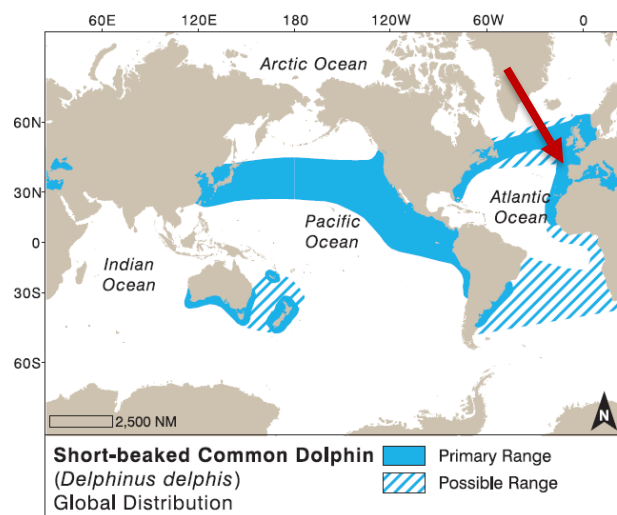 60E 120E 180 120W 60W 0
Arctic Ocean
60N
30N
Atlantic
Ocean
Pacific
Ocean
0
Indian
Ocean
30S
60S
2,500 NM
N
Short-beaked Common Dolphin
(Delphinus delphis)
Global Distribution
Primary Range
Possible Range